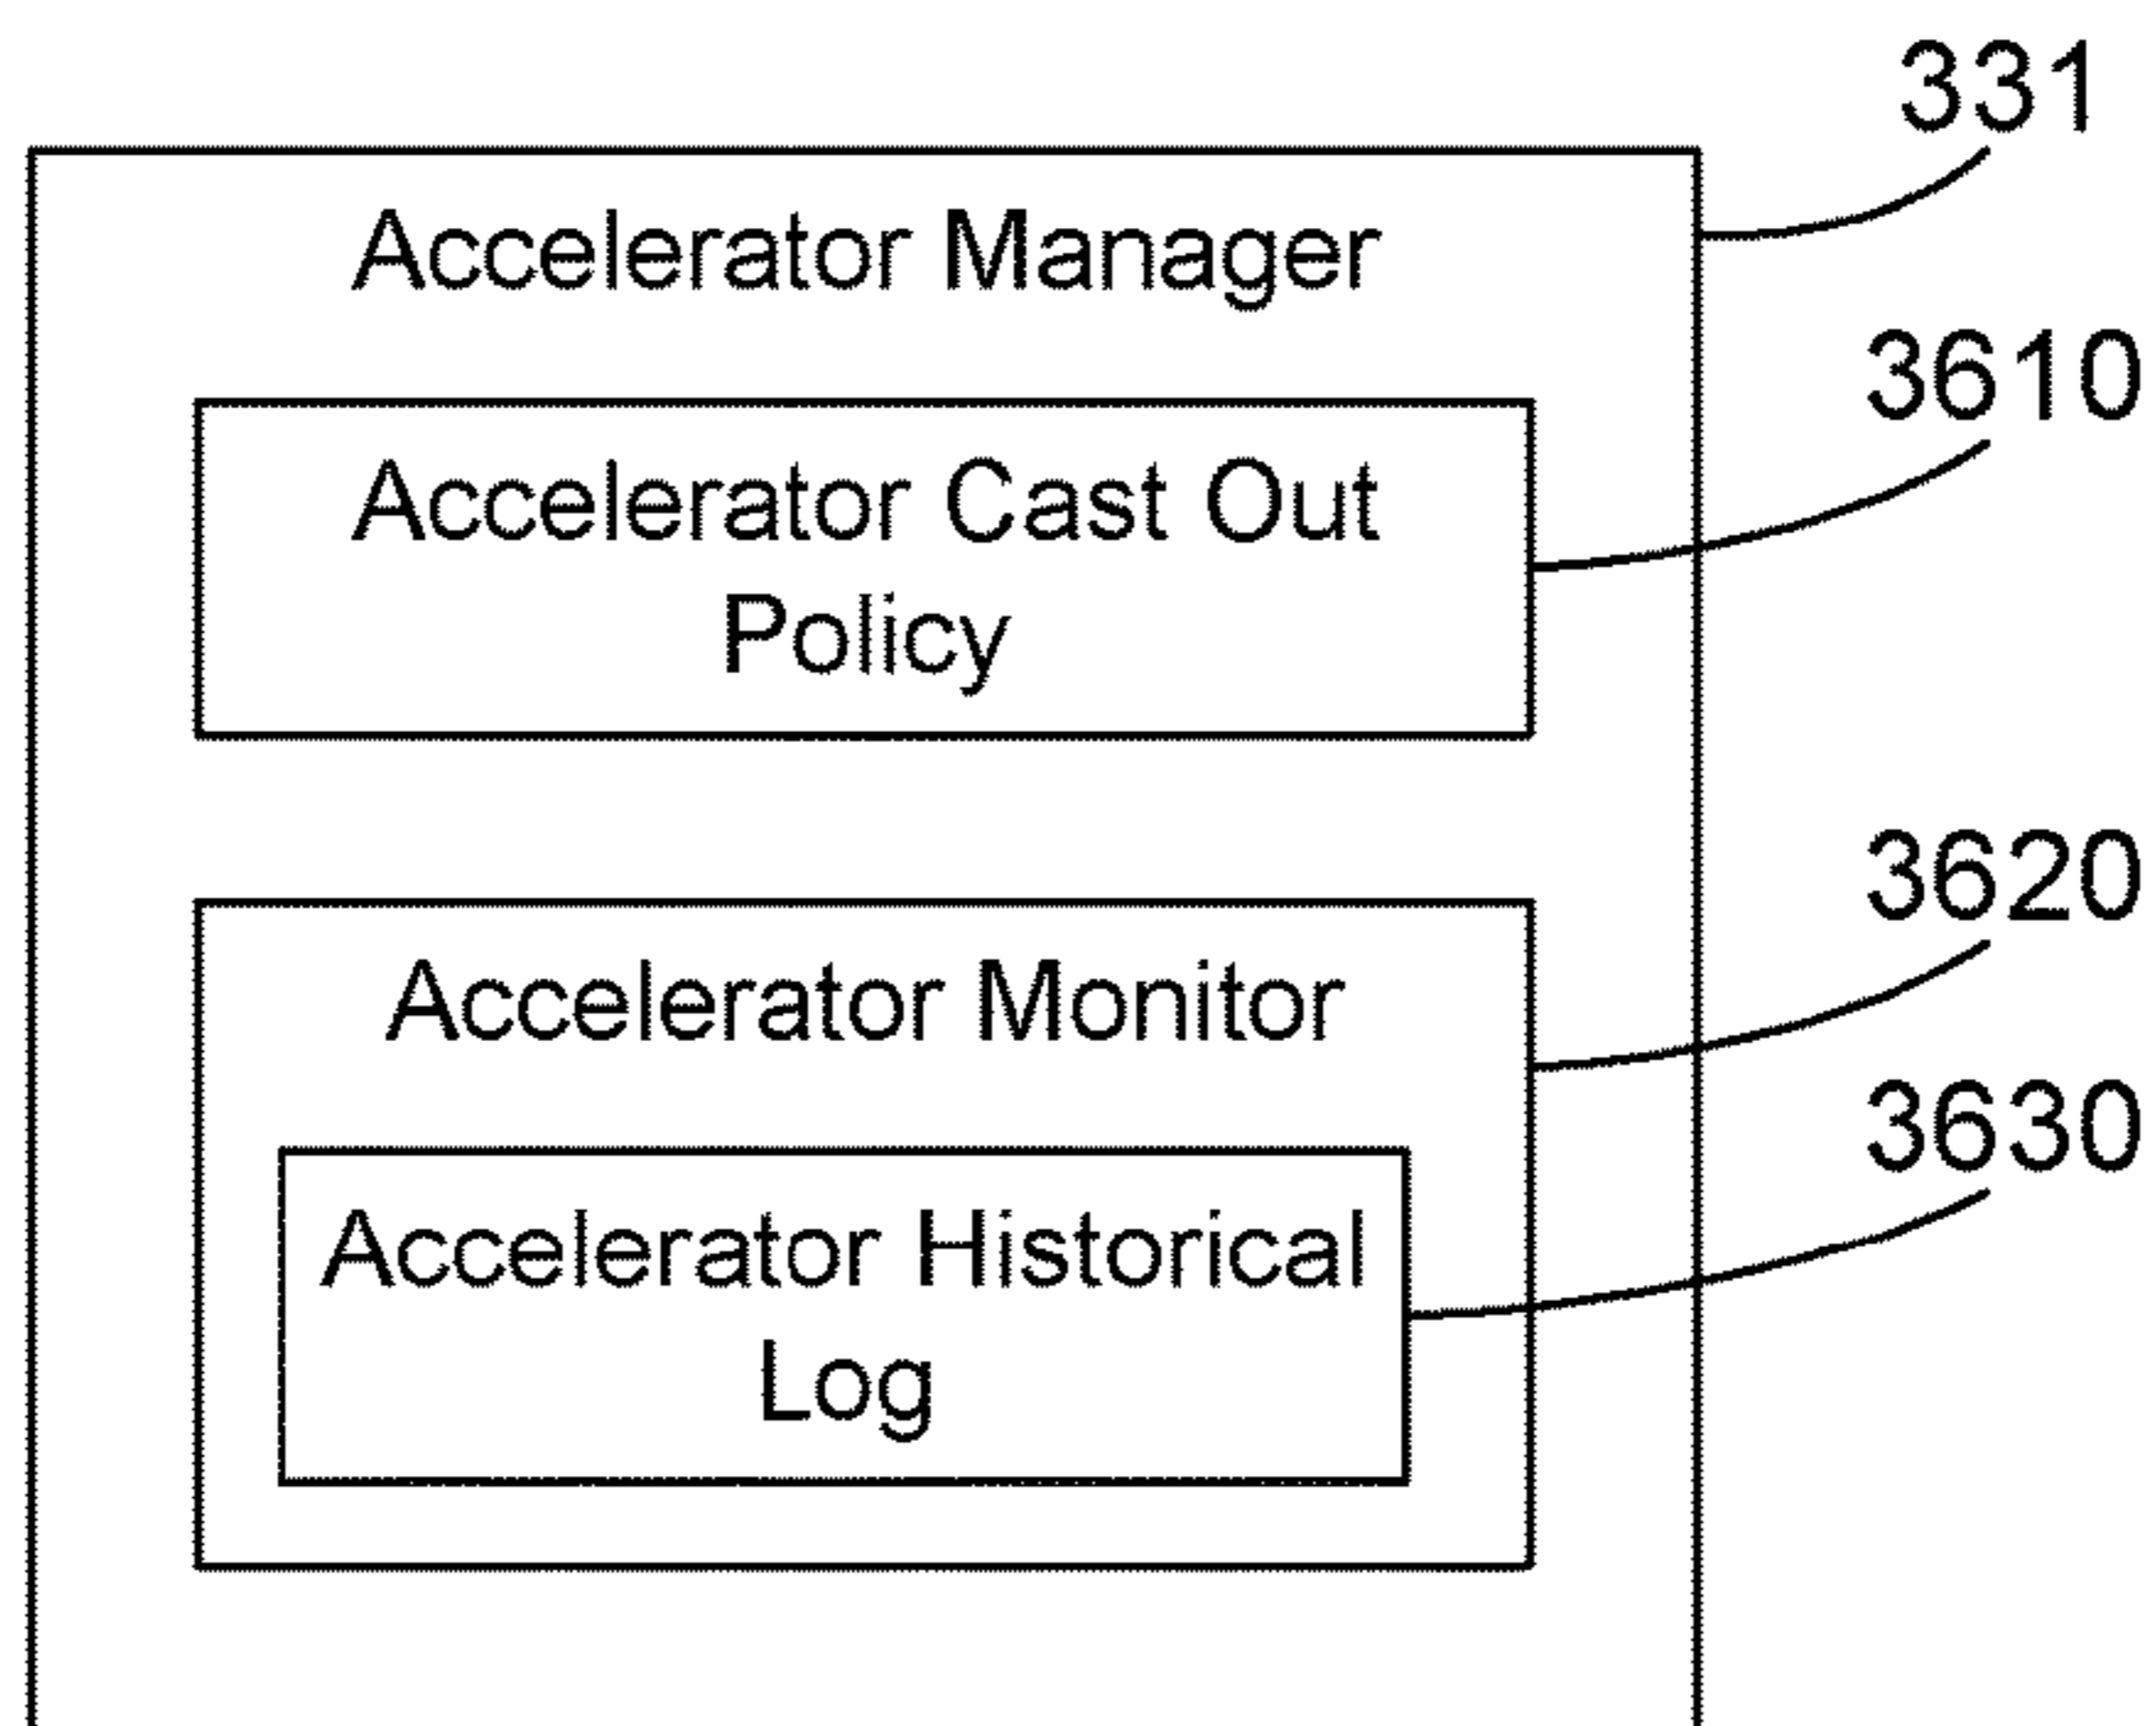 331
Accelerator Manager
3610
Accelerator Cast Out
Policy
3620
Accelerator Monitor
3630
Accelerator Historical
Log